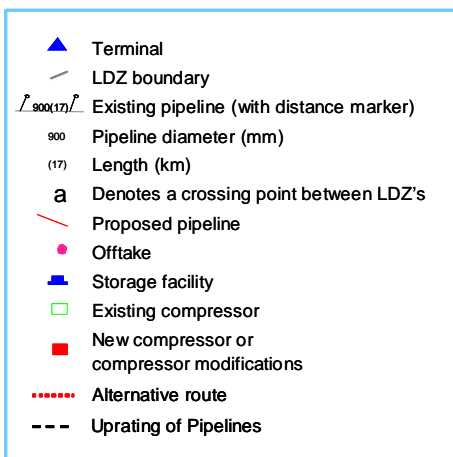 Terminal
LDZ boundary
900(17) Existing pipeline (with distance marker)
900 Pipeline diameter (mm)
(17) Length (km)
a Denotes a crossing point between LDZ's
Proposed pipeline
Offtake
Storage facility
Existing compressor
New compressor or
compressor modifications
Alternative route
Uprating of Pipelines